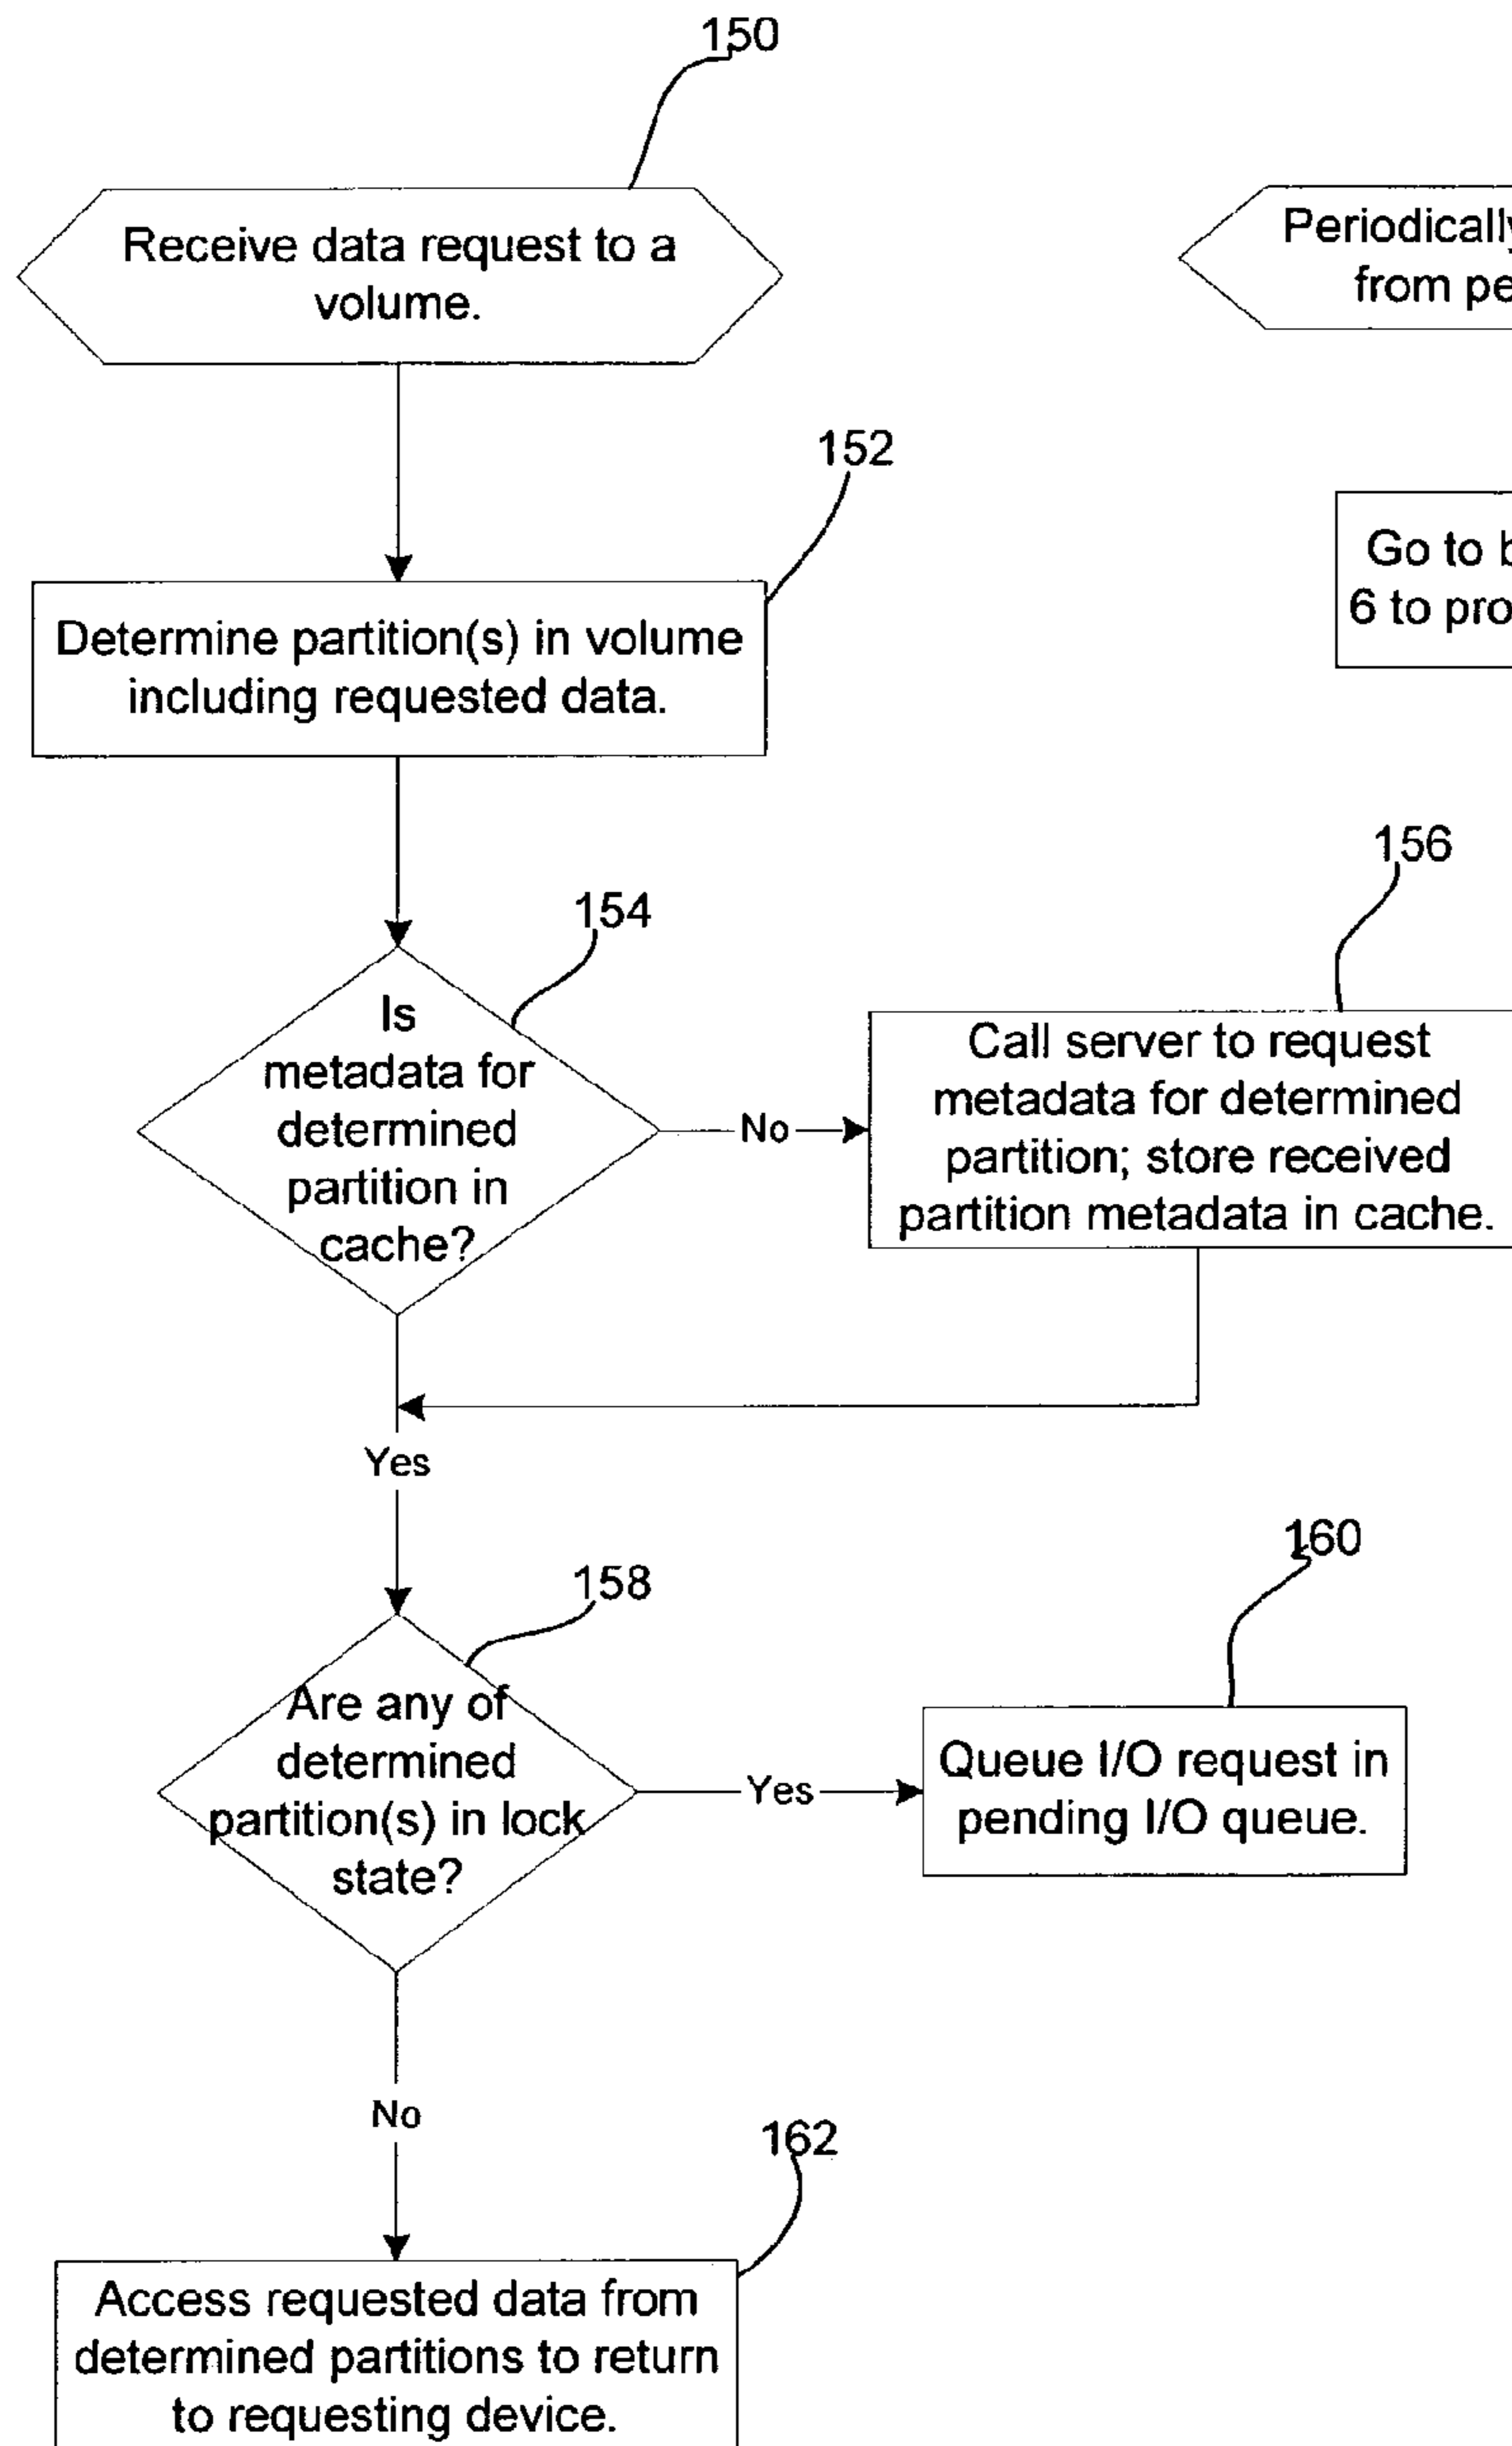 150
Receive data request to a
volume.
152
Determine partition(s) in volume
including requested data.
154
Is
metadata for
determined
partition in
cache?
No
156
Call server to request
metadata for determined
partition; store received
partition metadata in cache.
Yes
158
Are any of
determined
partition(s) in lock
state?
Yes
160
Queue I/O request in
pending I/O queue.
No
162
Access requested data from
determined partitions to return
to requesting device.
Periodically
from
Go to
6 to